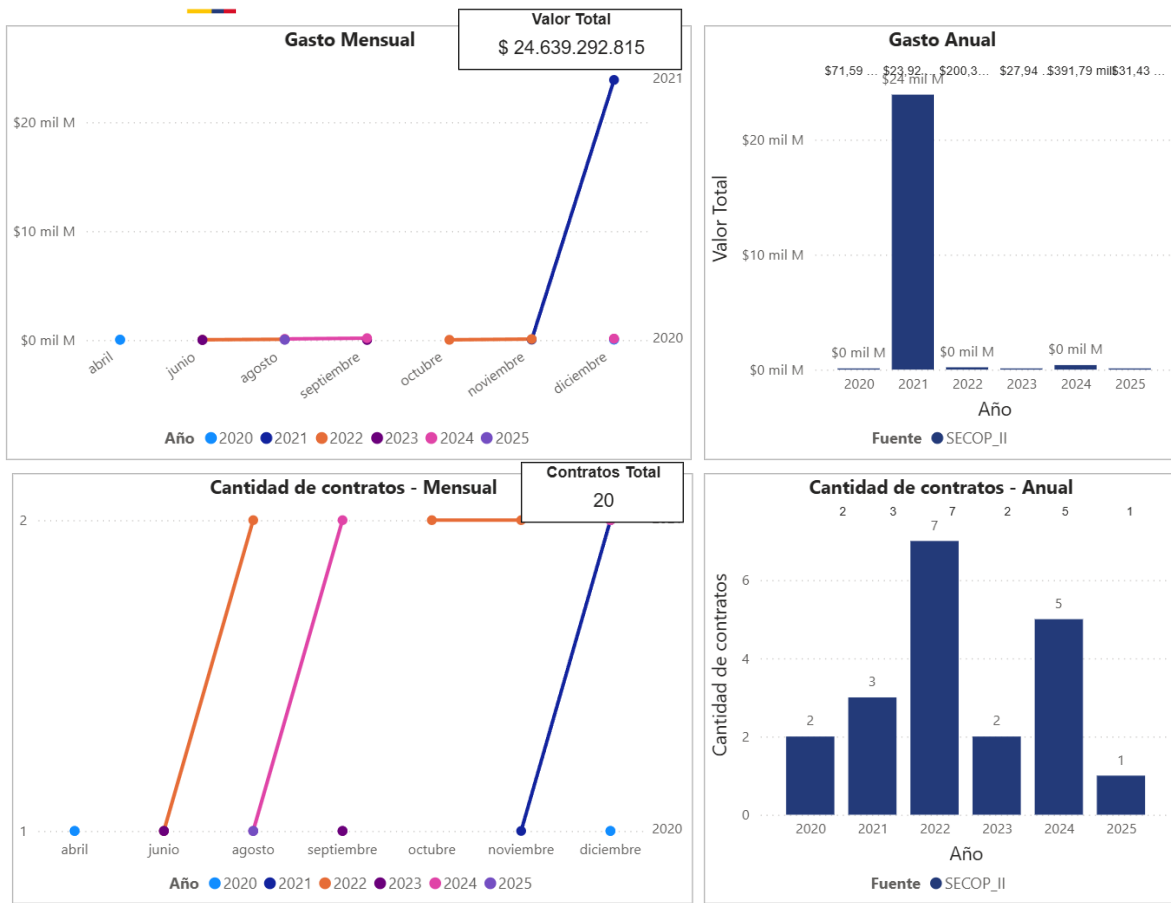 Valor Total
$ 24.639.292.815
Gasto Mensual
2021
$20 mil M
$10 mil M
$0 mil M
2020
abril
junio
agosto
septiembre
octubre
noviembre
diciembre
Año 2020 2021 2022 2023 2024 2025
Gasto Anual
$71,59 ... $23,92... $200,3... $27,94 ... $391,79 mill $31,43 ...
$24 mil M
$20 mil M
$10 mil M
$0 mil M
$0 mil M
$0 mil M
$0 mil M
Valor Total
2020 2021 2022 2023 2024 2025
Año
Fuente SECOP_II
Contratos Total
20
Cantidad de contratos - Mensual
2
1
2020
abril junio agosto septiembre octubre noviembre diciembre
Año 2020 2021 2022 2023 2024 2025
Cantidad de contratos - Anual
2 3 7 2 5 1
7
6
5
4
3
2
2
2
1
0
Cantidad de contratos
2020 2021 2022 2023 2024 2025
Año
Fuente SECOP_II